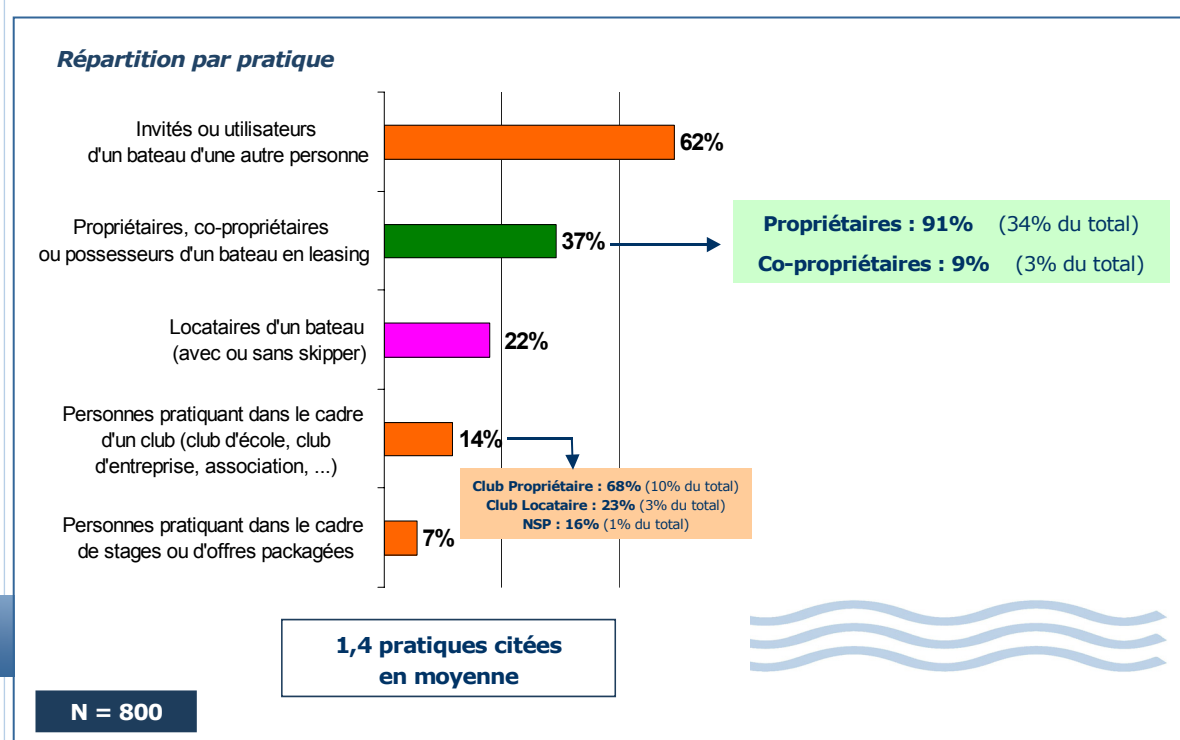 Répartition par pratique
Invités ou utilisateurs
d'un bateau d'une autre personne
62%
Propriétaires, co-propriétaires
ou possesseurs d'un bateau en leasing
37%
Propriétaires : 91% (34% du total)
Co-propriétaires : 9% (3% du total)
Locataires d'un bateau
(avec ou sans skipper)
22%
Personnes pratiquant dans le cadre
d'un club (club d'école, club
d'entreprise, association, ...)
14%
Club Propriétaire : 68% (10% du total)
Club Locataire : 23% (3% du total)
NSP : 16% (1% du total)
Personnes pratiquant dans le cadre
de stages ou d'offres packagées
7%
1,4 pratiques citées
en moyenne
N = 800